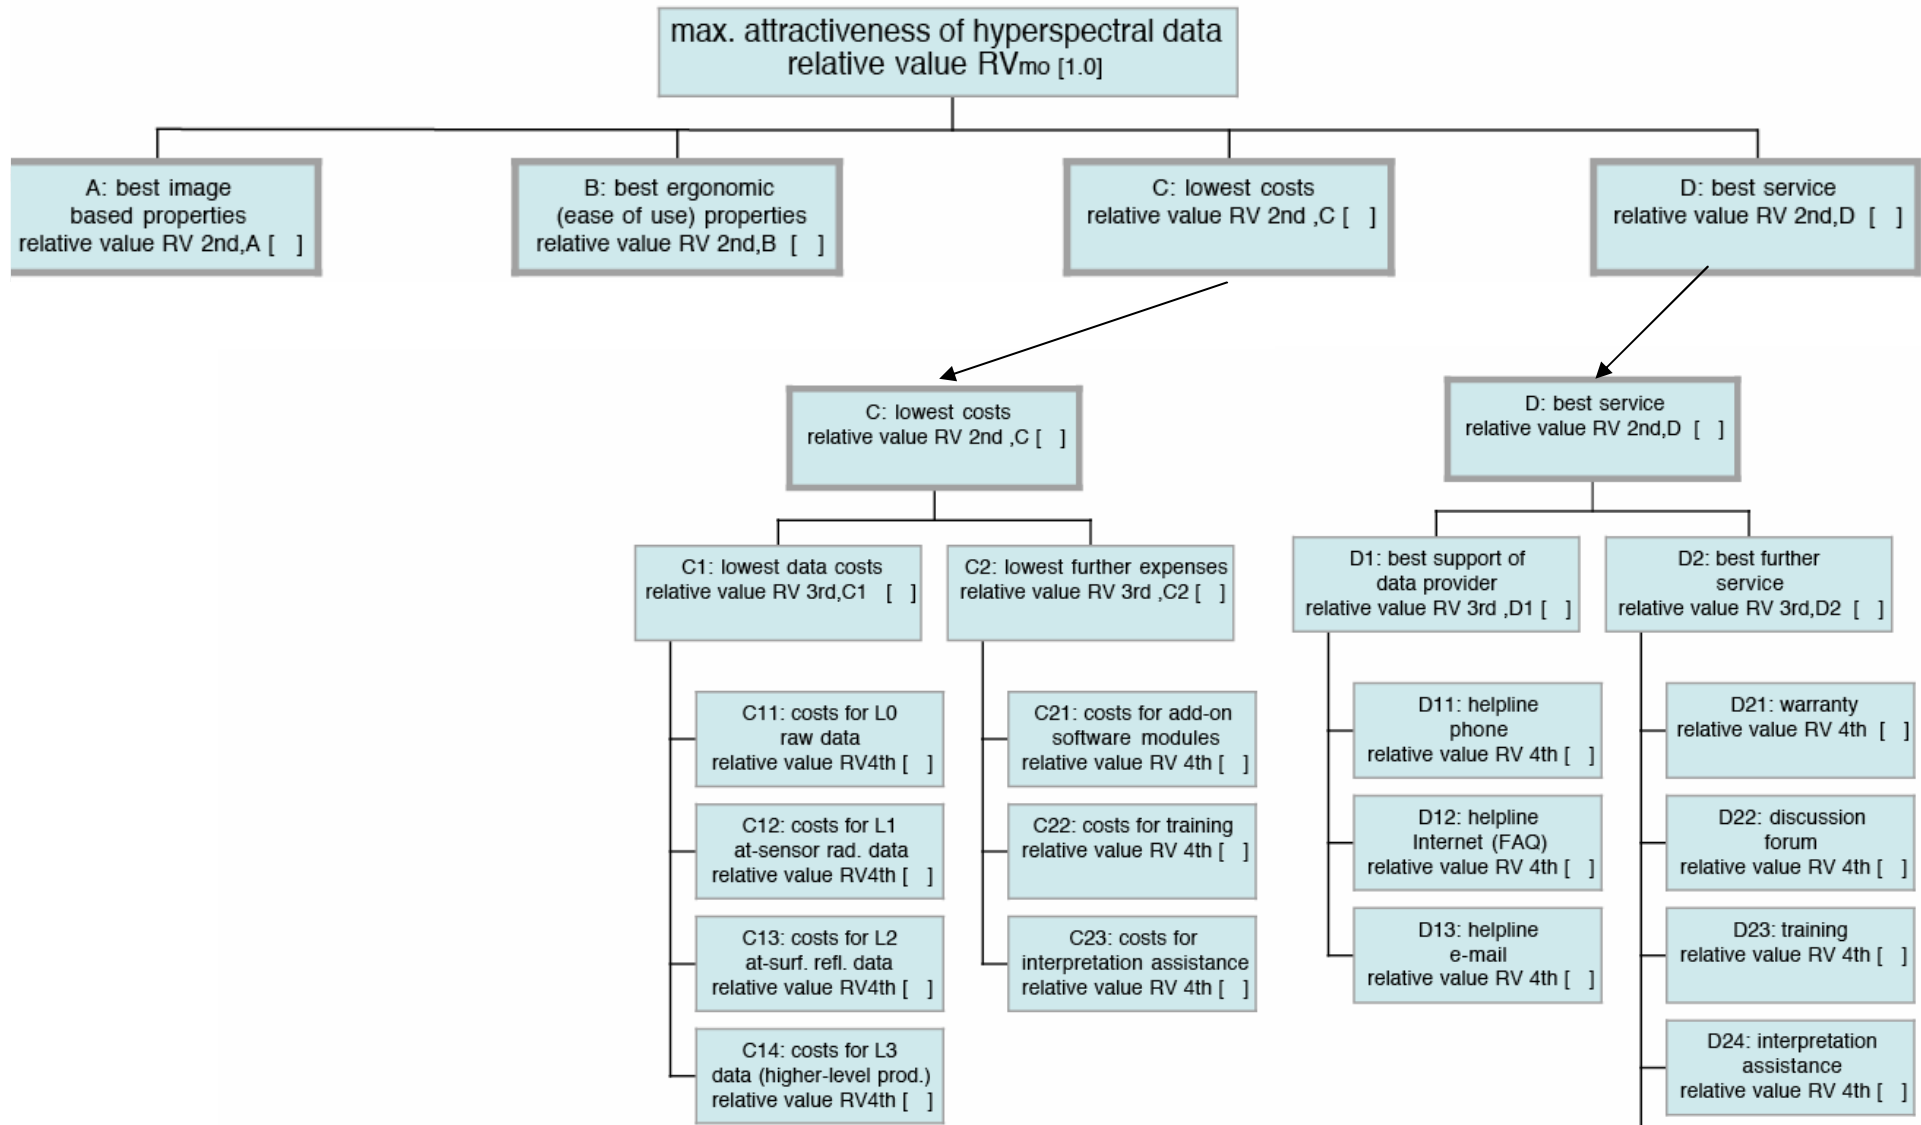 max. attractiveness of hyperspectral data
relative value RVmo [1.0]
A: best image
based properties
relative value RV 2nd,A [ ]
B: best ergonomic
(ease of use) properties
relative value RV 2nd,B [ ]
C: lowest costs
relative value RV 2nd ,C [ ]
D: best service
relative value RV 2nd,D [ ]
C: lowest costs
relative value RV 2nd ,C [ ]
D: best service
relative value RV 2nd,D [ ]
C1: lowest data costs
relative value RV 3rd,C1 [ ]
C2: lowest further expenses
relative value RV 3rd ,C2 [ ]
D1: best support of
data provider
relative value RV 3rd ,D1 [ ]
D2: best further
service
relative value RV 3rd,D2 [ ]
C11: costs for L0
raw data
relative value RV4th [ ]
C12: costs for L1
at-sensor rad. data
relative value RV4th [ ]
C13: costs for L2
at-surf. refl. data
relative value RV4th [ ]
C14: costs for L3
data (higher-level prod.)
relative value RV4th [ ]
C21: costs for add-on
software modules
relative value RV 4th [ ]
C22: costs for training
relative value RV 4th [ ]
C23: costs for
interpretation assistance
relative value RV 4th [ ]
D11: helpline
phone
relative value RV 4th [ ]
D12: helpline
Internet (FAQ)
relative value RV 4th [ ]
D13: helpline
e-mail
relative value RV 4th [ ]
D21: warranty
relative value RV 4th [ ]
D22: discussion
forum
relative value RV 4th [ ]
D23: training
relative value RV 4th [ ]
D24: interpretation
assistance
relative value RV 4th [ ]